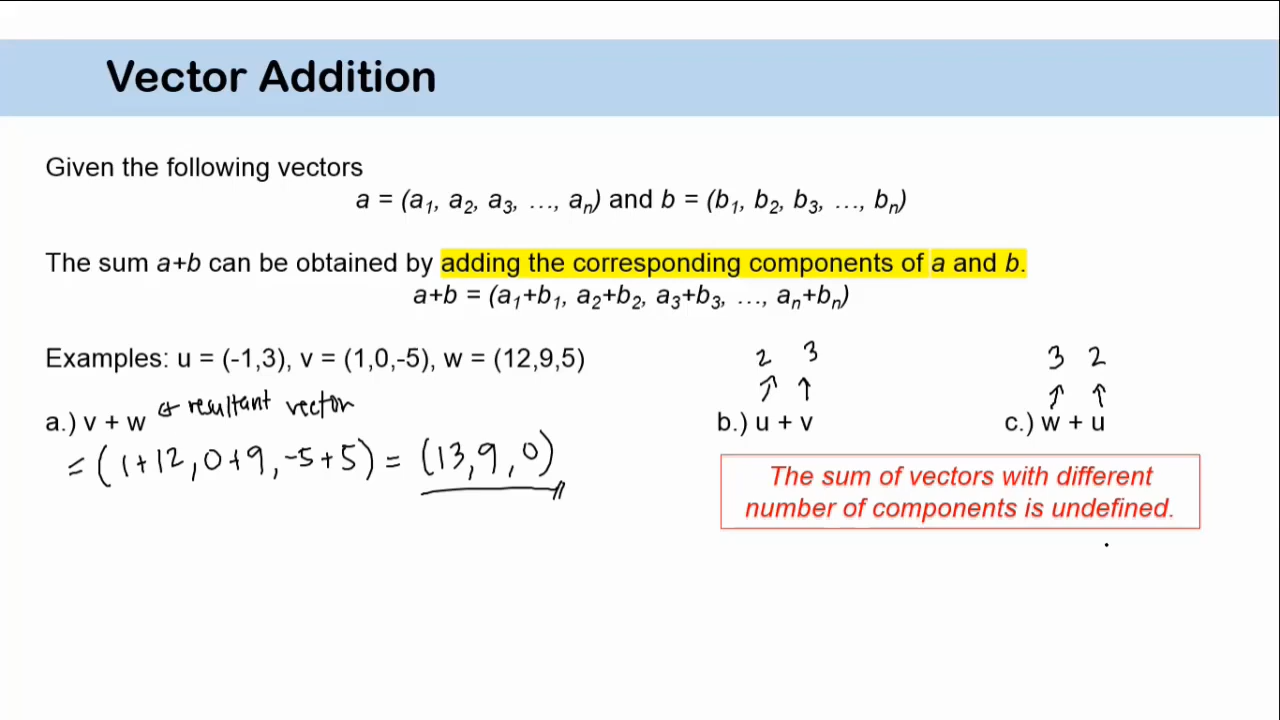 Vector Addition
Given the following vectors
a = (a₁, a₂, a₃, …, aₙ) and b = (b₁, b₂, b₃, …, bₙ)
The sum a+b can be obtained by adding the corresponding components of a and b.
a+b = (a₁+b₁, a₂+b₂, a₃+b₃, …, aₙ+bₙ)
Examples: u = (-1,3), v = (1,0,-5), w = (12,9,5)
a.) v + w ← resultant vector
= (1+12, 0+9, -5+5) = (13, 9, 0)
2 3
↑ ↑
b.) u + v
3 2
↑ ↑
c.) w + u
The sum of vectors with different
number of components is undefined.